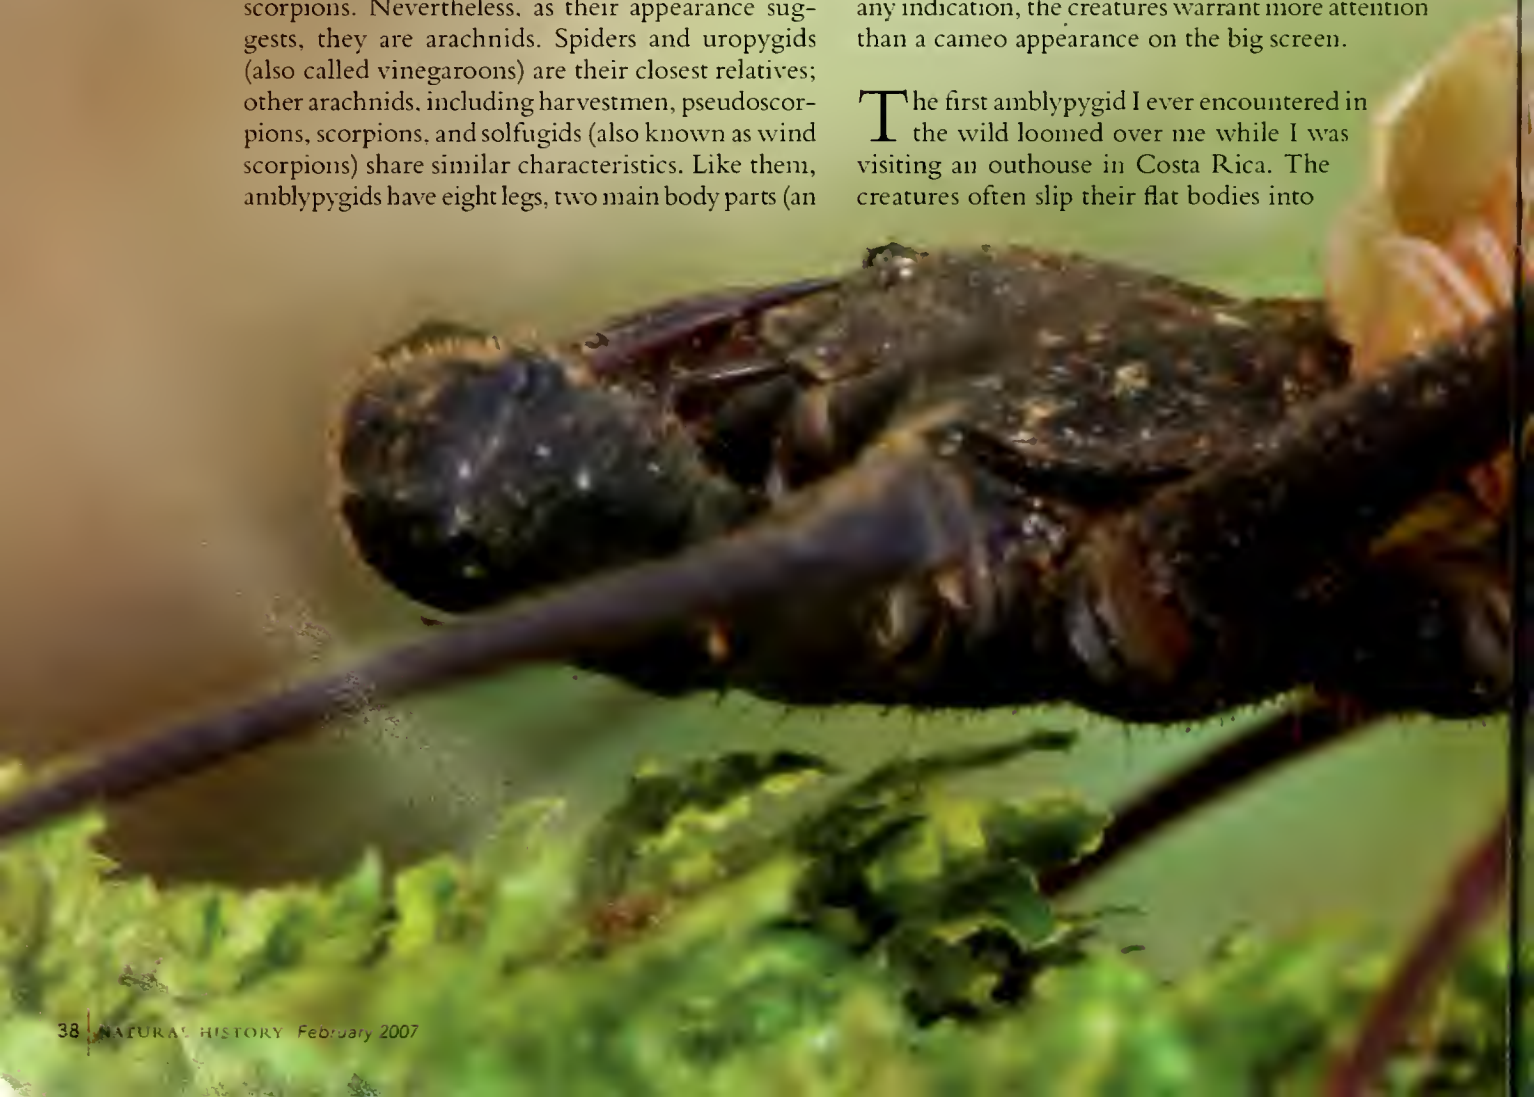 scorpions. Nevertheless, as their appearance sug-
gests, they are arachnids. Spiders and uropygids
(also called vinegaroons) are their closest relatives;
other arachnids, including harvestmen, pseudoscor-
pions, scorpions, and solfugids (also known as wind
scorpions) share similar characteristics. Like them,
amblypygids have eight legs, two main body parts (an
any indication, the creatures warrant more attention
than a cameo appearance on the big screen.
The first amblypygid I ever encountered in
the wild loomed over me while I was
visiting an outhouse in Costa Rica. The
creatures often slip their flat bodies into
38 NATURAL HISTORY February 2007